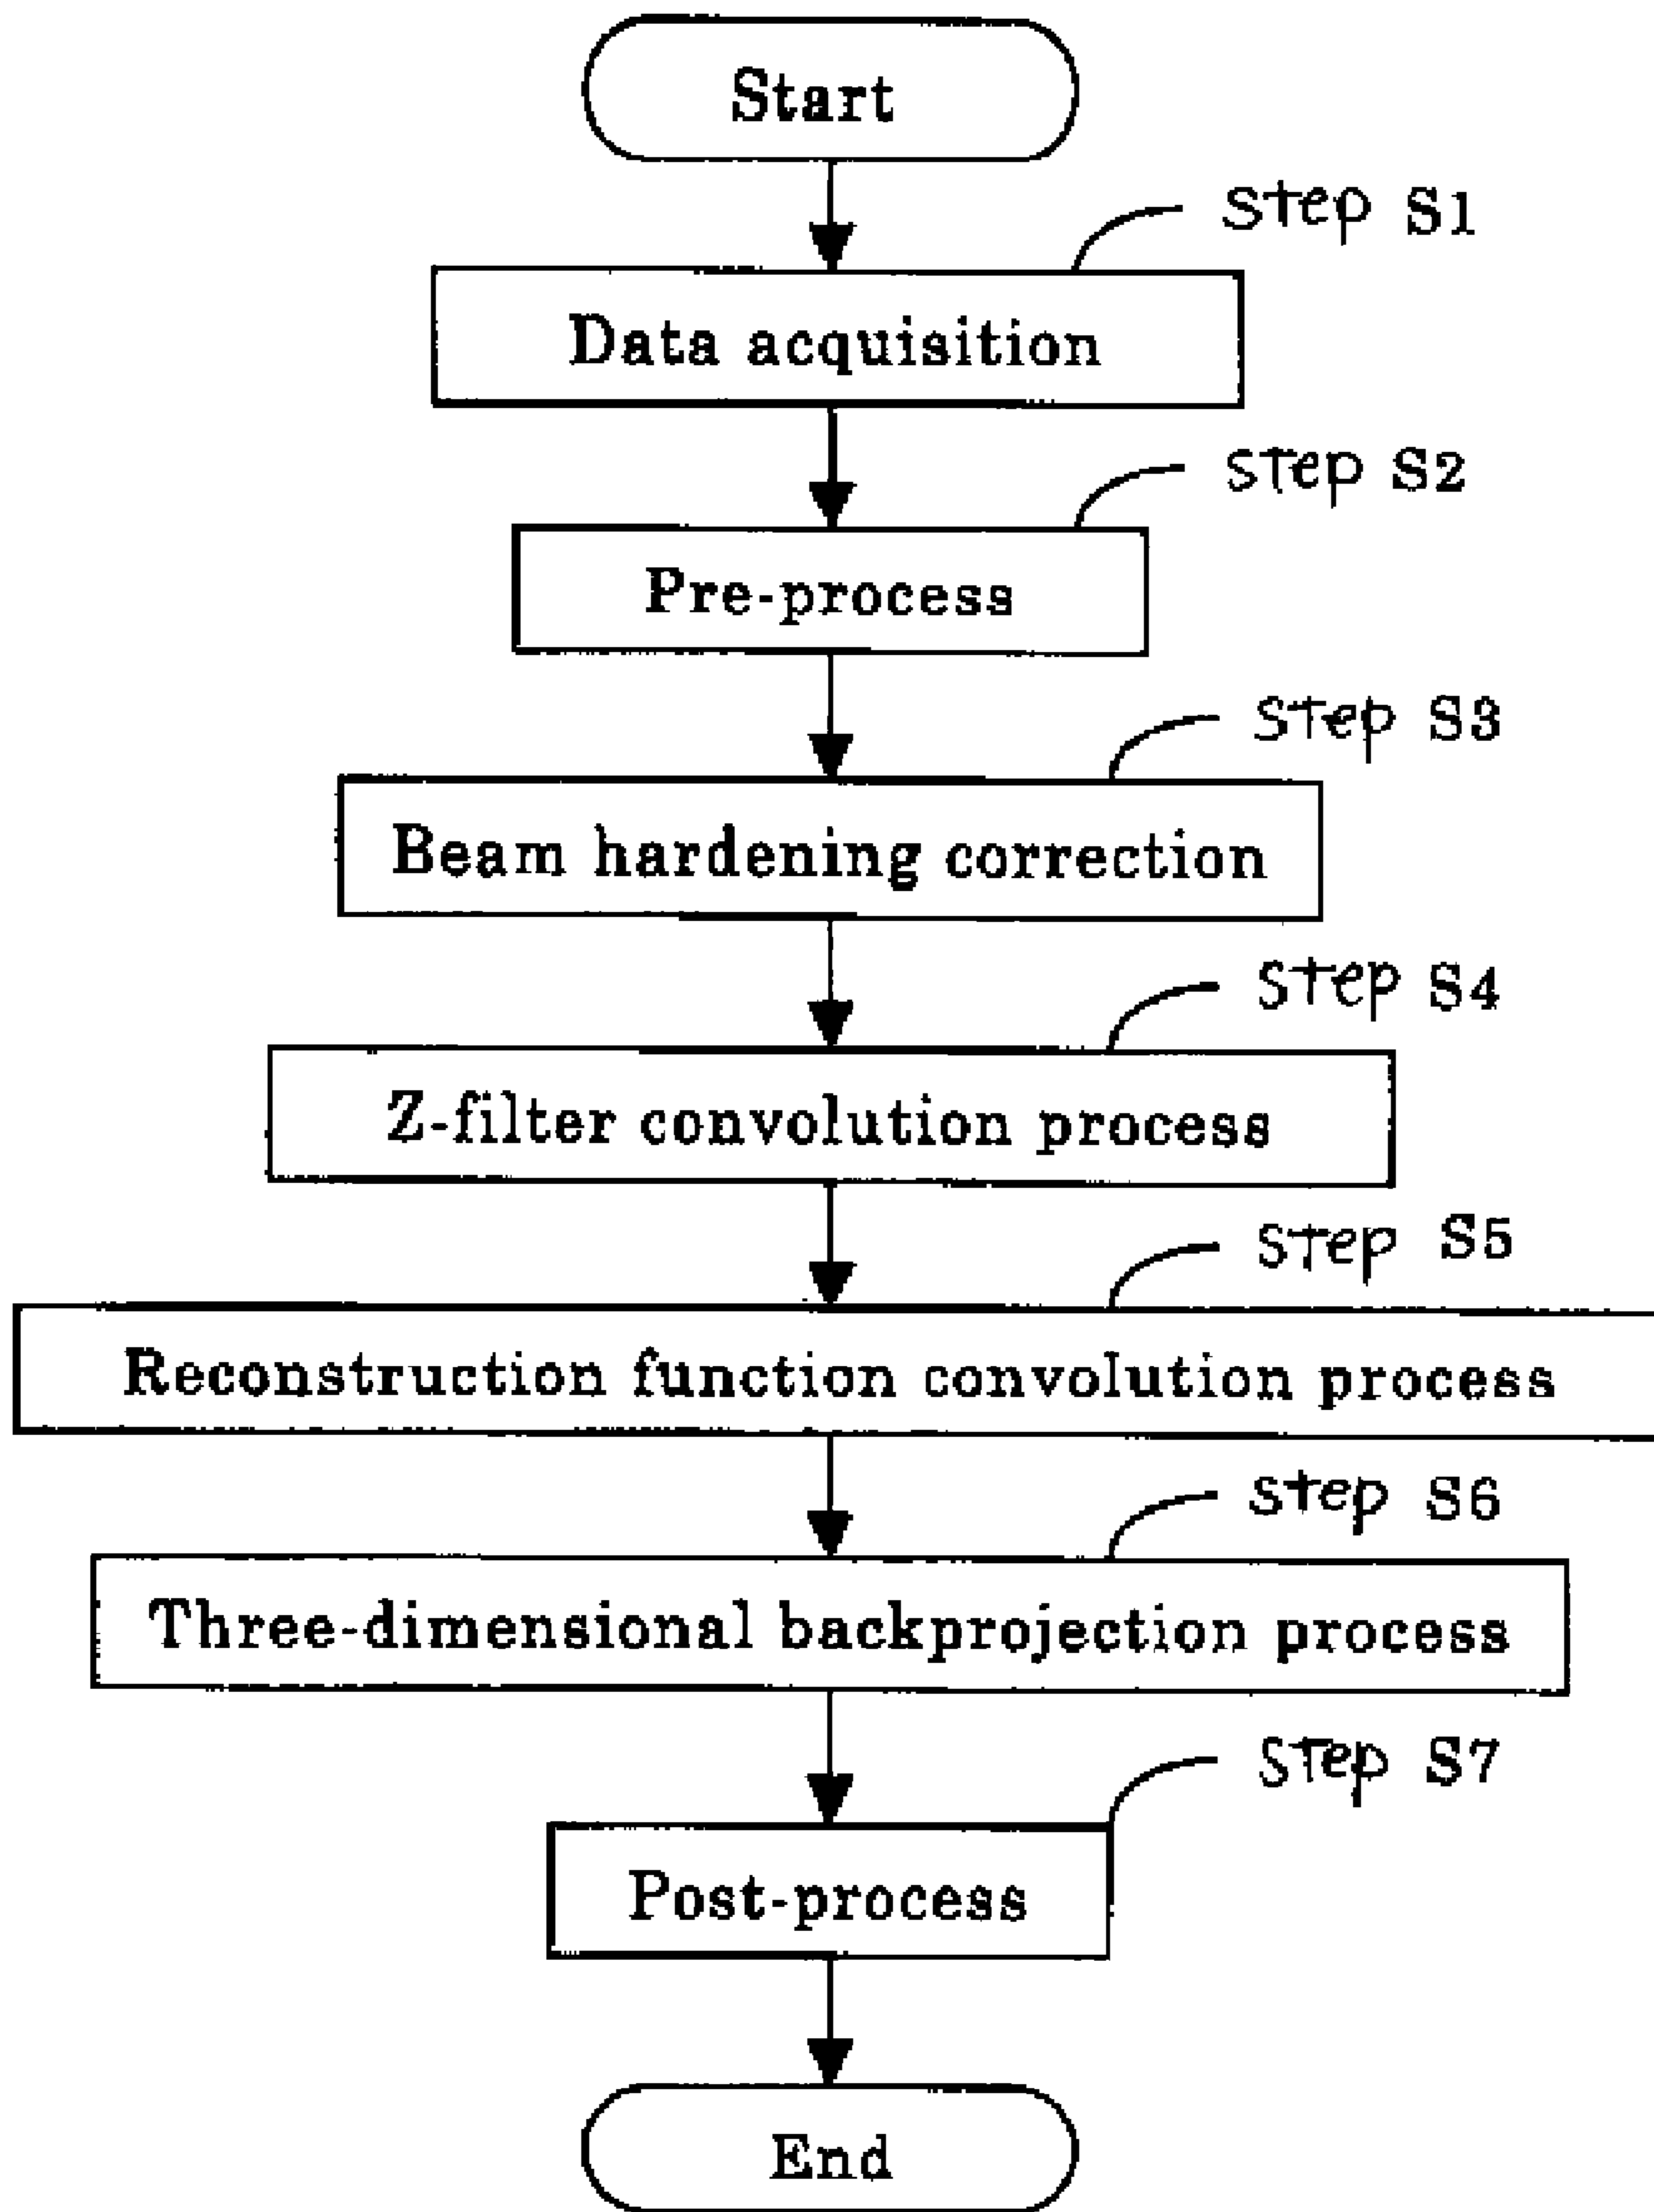 Start
Step S1
Data acquisition
Step S2
Pre-process
Step S3
Beam hardening correction
Step S4
Z-filter convolution process
Step S5
Reconstruction function convolution process
Step S6
Three-dimensional backprojection process
Step S7
Post-process
End